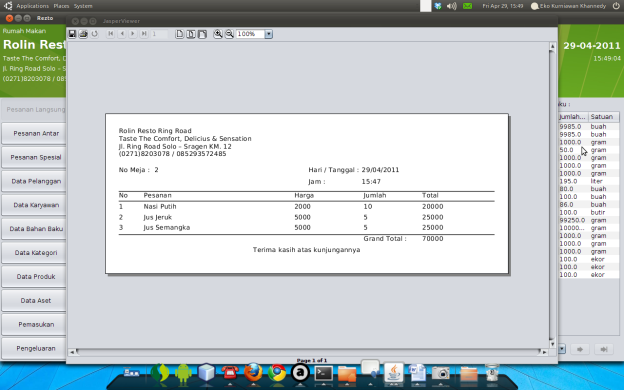 Applications Places System
Fri Apr 29, 15:49
Eko Kurniawan Khannedy
Resto
JasperViewer
Rumah Makan
Rolin Rest
Taste The Comfort, D
Jl. Ring Road Solo - S
(0271)8203078 / 085
29-04-2011
15:49:04
1
100%
Pesanan Langsung
Pesanan Antar
Pesanan Spesial
Data Pelanggan
Data Karyawan
Data Bahan Baku
Data Kategori
Data Produk
Data Aset
Pemasukan
Pengeluaran
Rolin Resto Ring Road
Taste The Comfort, Delicius & Sensation
Jl. Ring Road Solo - Sragen KM. 12
(0271)8203078 / 085293572485
No Meja : 2
Hari / Tanggal : 29/04/2011
Jam : 15:47
No Pesanan Harga Jumlah Total
1 Nasi Putih 2000 10 20000
2 Jus Jeruk 5000 5 25000
3 Jus Semangka 5000 5 25000
Grand Total : 70000
Terima kasih atas kunjungannya
Page 1 of 1
aku :
Jumlah... Satuan
9985.0 buah
9985.0 buah
1000.0 gram
50.0 gram
1000.0 gram
1000.0 gram
1000.0 gram
195.0 liter
80.0 buah
100.0 buah
86.0 buah
100.0 butir
99250.0 gram
10000... gram
1000.0 gram
1000.0 gram
1000.0 gram
100.0 ekor
100.0 ekor
100.0 ekor